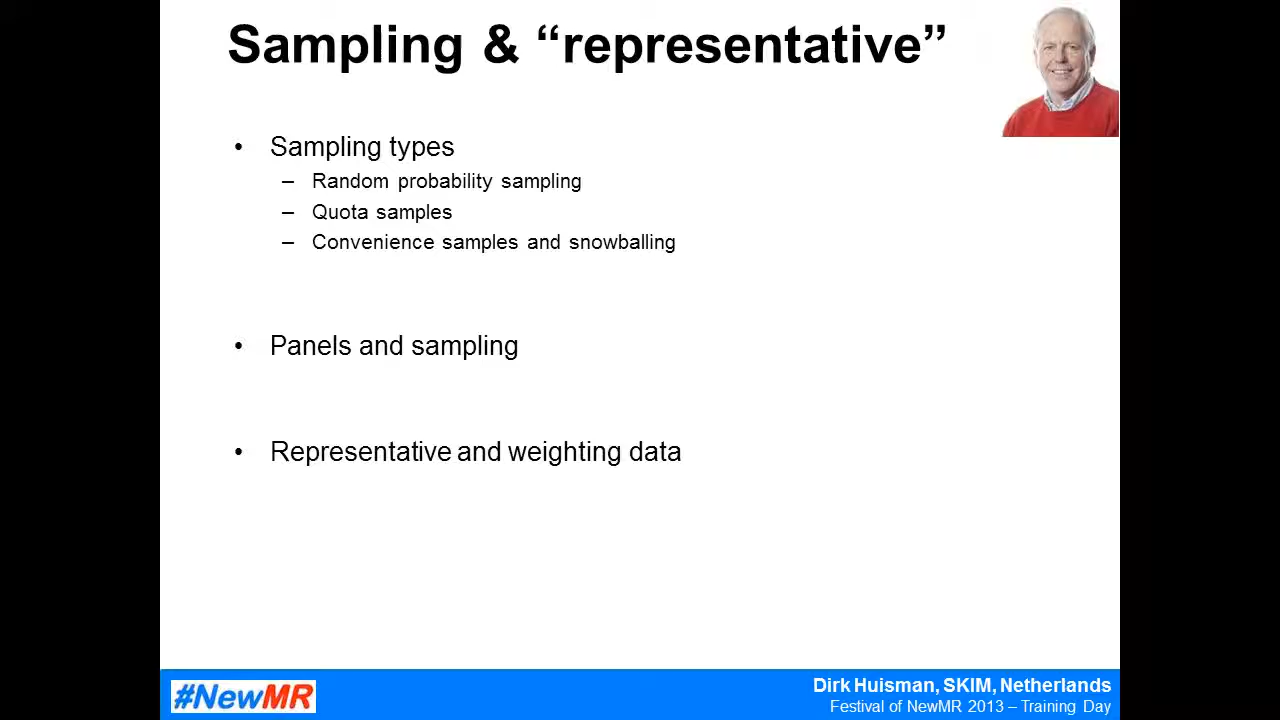 Sampling & “representative”
• Sampling types
– Random probability sampling
– Quota samples
– Convenience samples and snowballing
• Panels and sampling
• Representative and weighting data
#NewMR
Dirk Huisman, SKIM, Netherlands
Festival of NewMR 2013 – Training Day